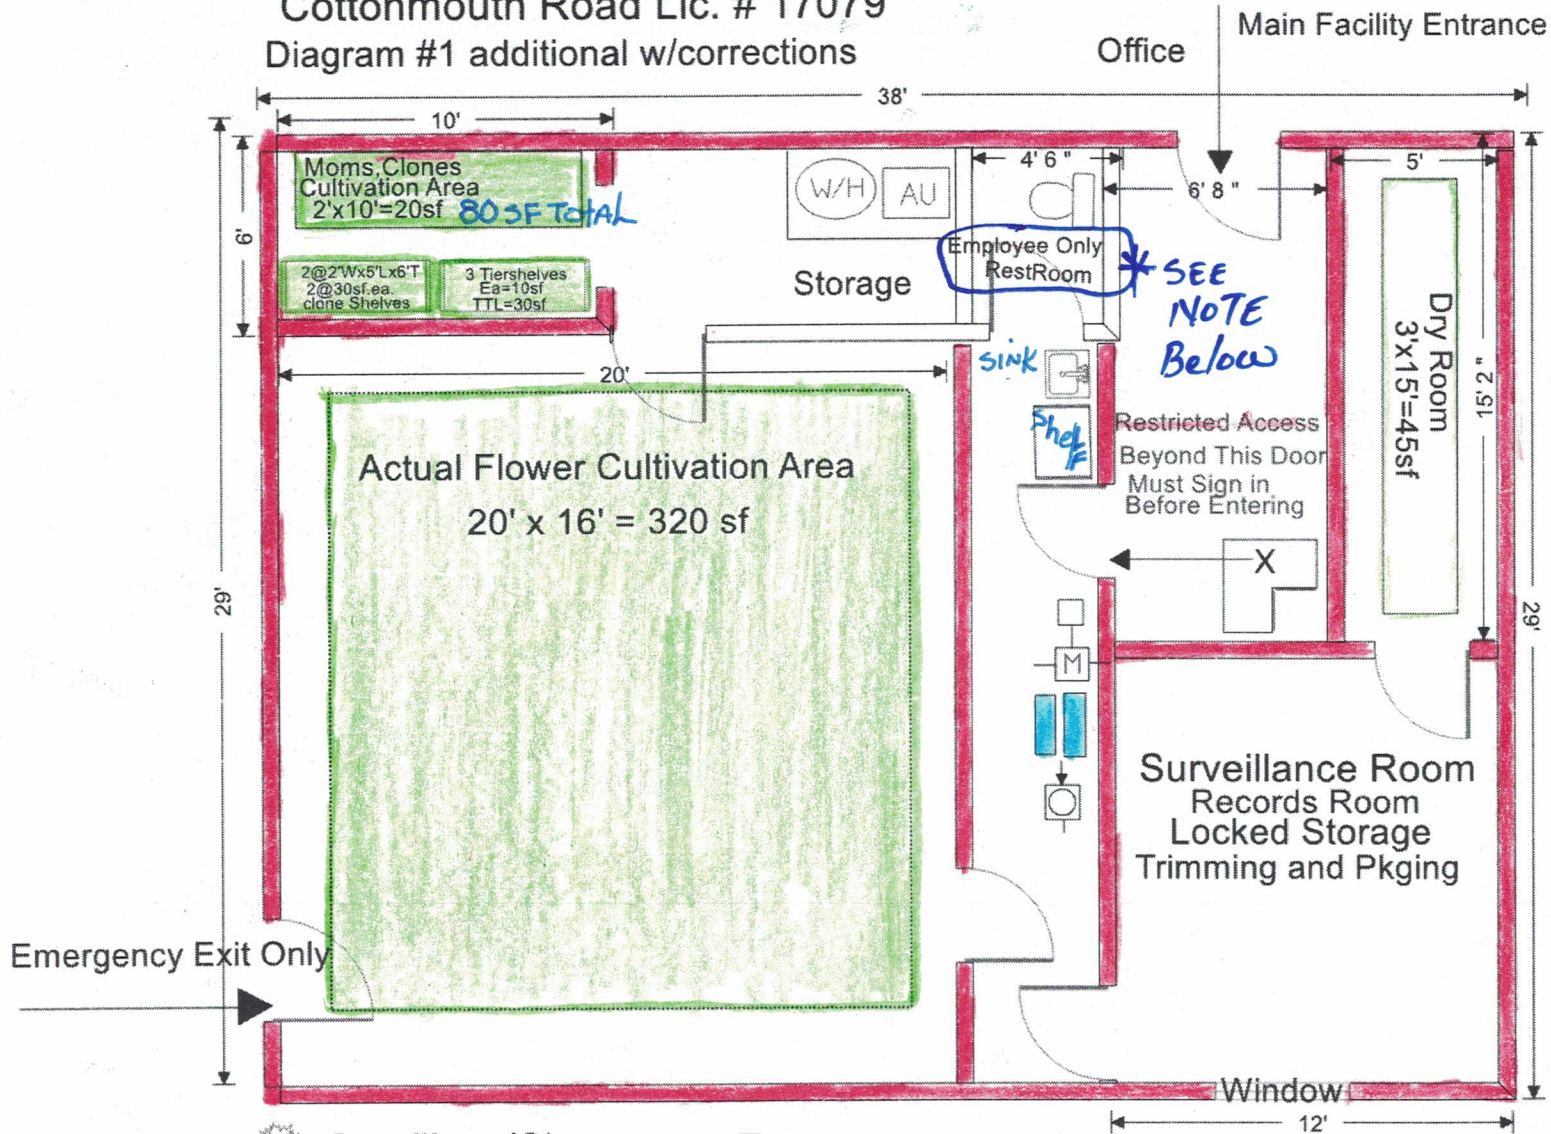 Cottonmouth Road Lic. # 17079
Diagram #1 additional w/corrections
Office
Main Facility Entrance
38'
10'
4' 6 "
6' 8 "
5'
Moms,Clones
Cultivation Area
2'x10'=20sf
80 SF TOTAL
W/H
AU
6'
2@2'Wx5'Lx6'T
2@30sf.ea.
clone Shelves
3 Tiershelves
Ea=10sf
TTL=30sf
Storage
Employee Only
RestRoom
* SEE
NOTE
Below
SINK
Shelf
20'
Dry Room
3'x15'=45sf
15' 2 "
Restricted Access
Beyond This Door
Must Sign in
Before Entering
X
Actual Flower Cultivation Area
20' x 16' = 320 sf
29'
29'
M
Surveillance Room
Records Room
Locked Storage
Trimming and Pkging
Emergency Exit Only
Window
12'